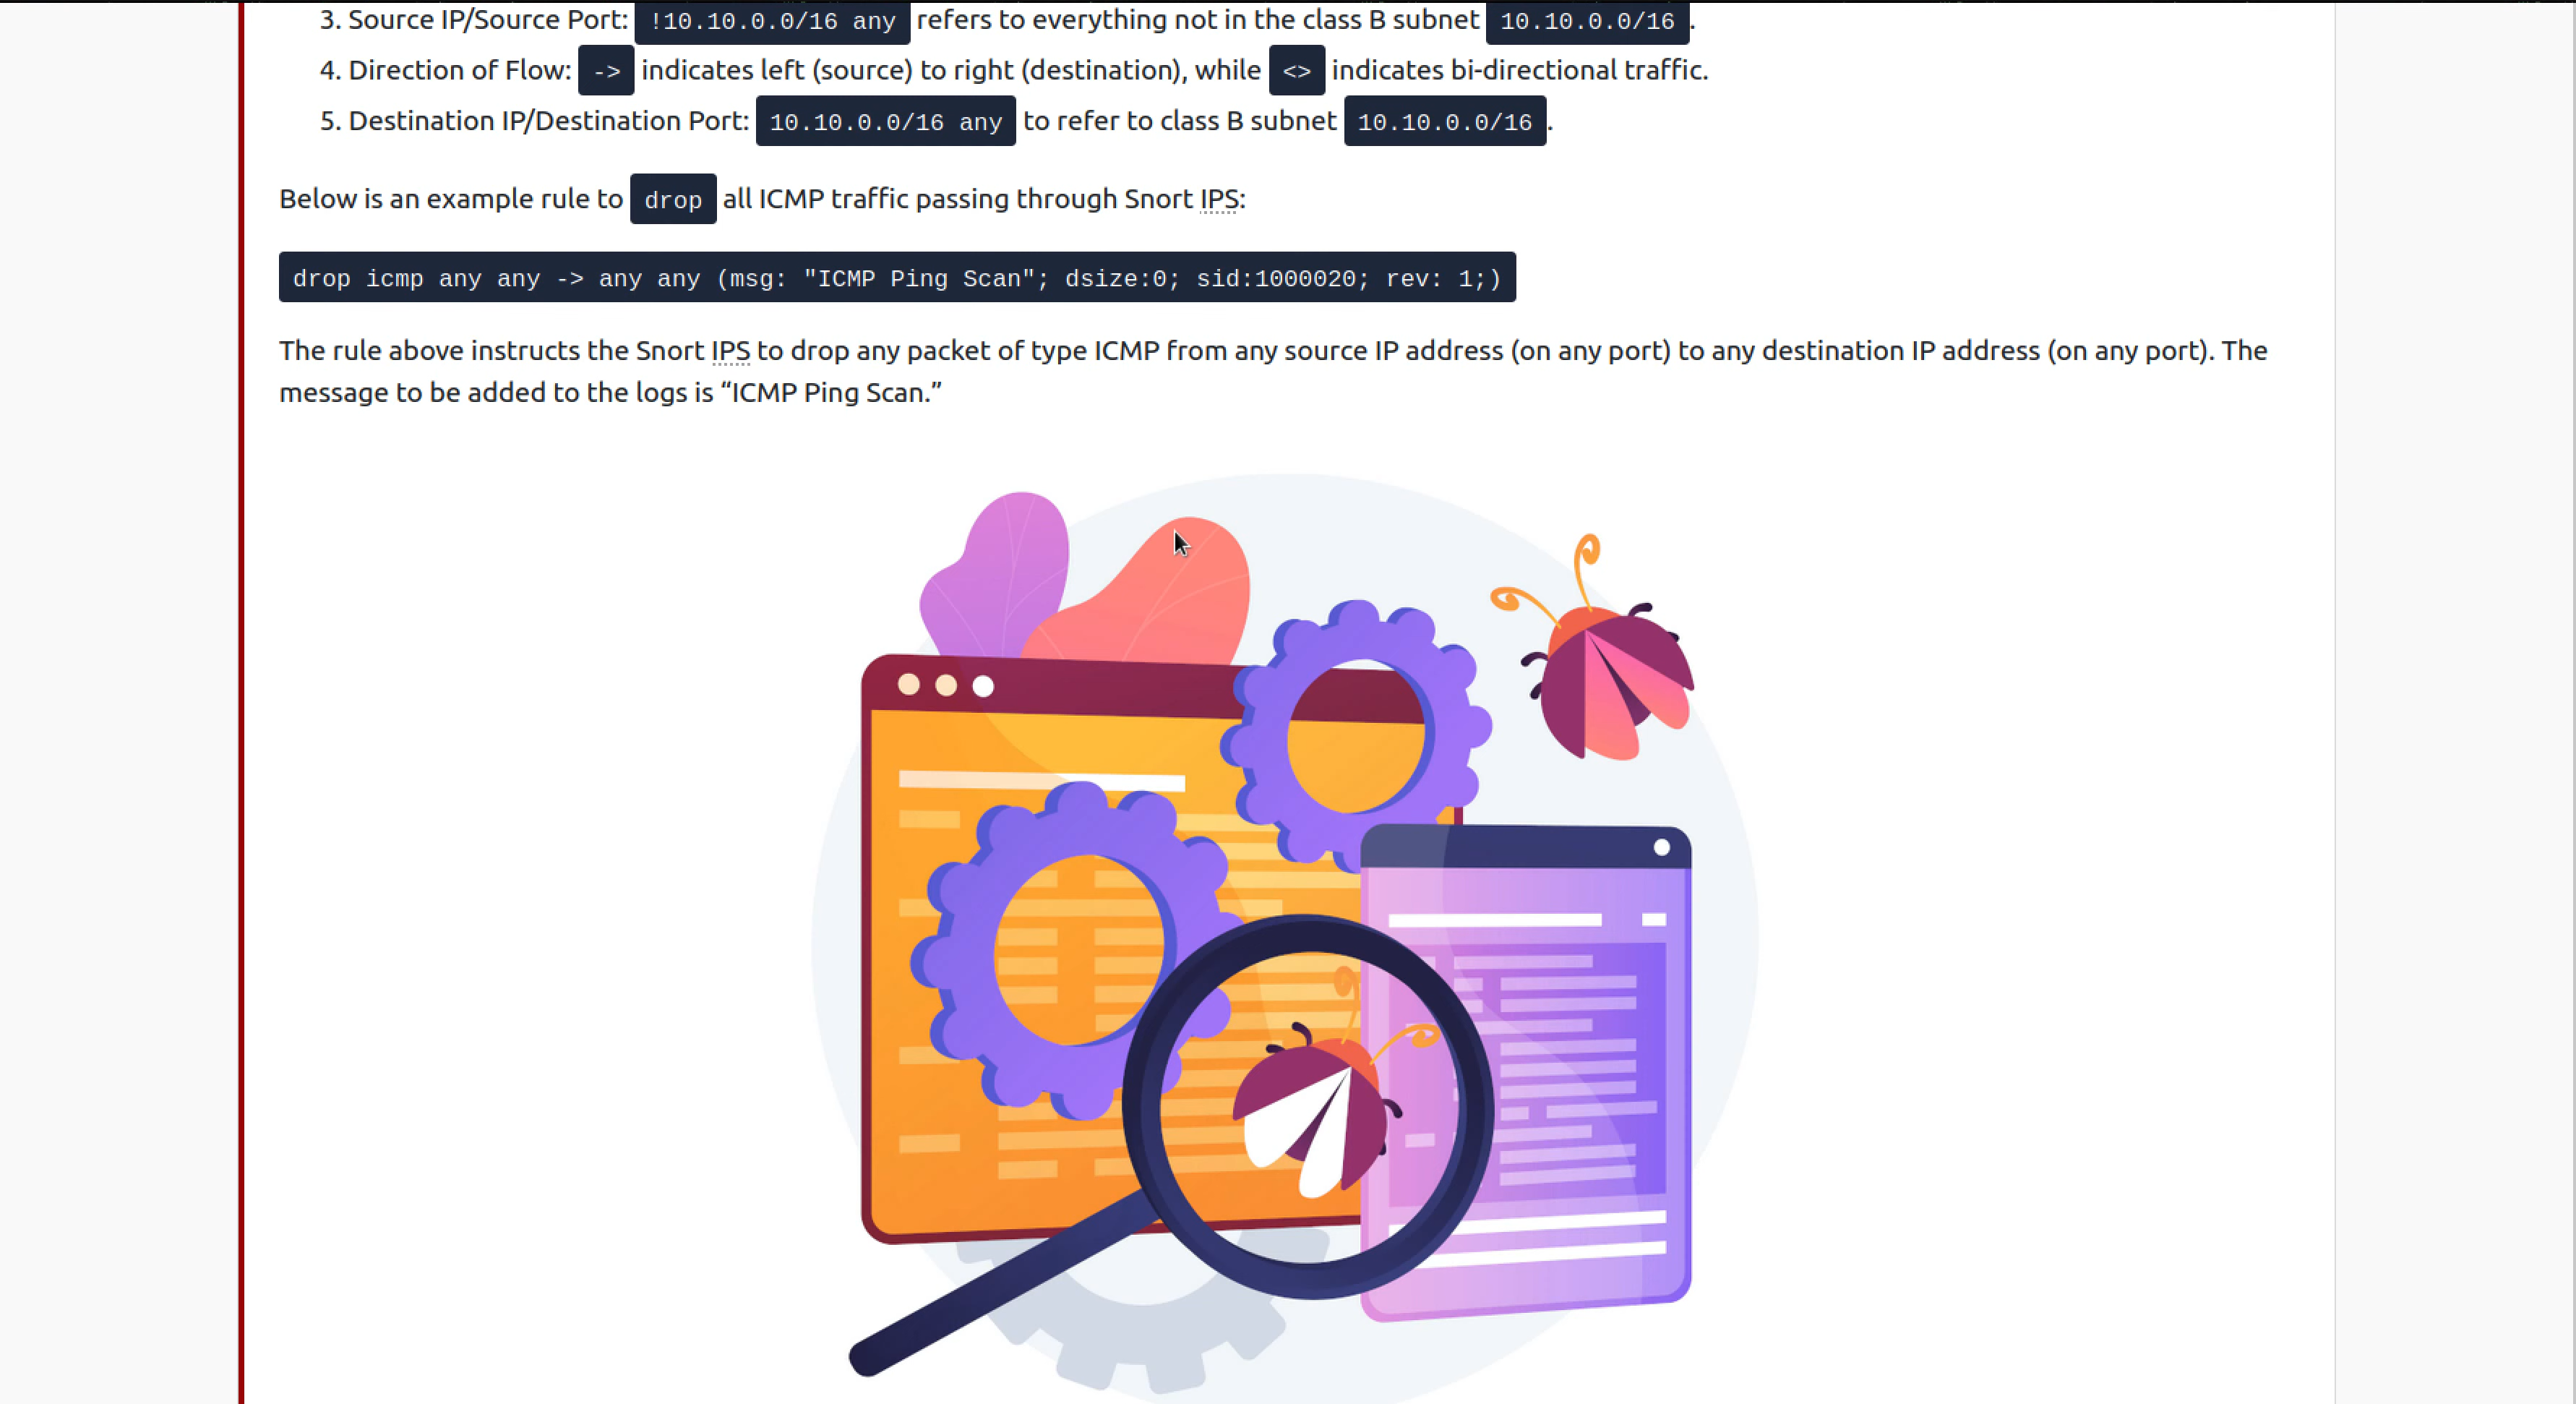 3. Source IP/Source Port: !10.10.0.0/16 any refers to everything not in the class B subnet 10.10.0.0/16.
4. Direction of Flow: -> indicates left (source) to right (destination), while <> indicates bi-directional traffic.
5. Destination IP/Destination Port: 10.10.0.0/16 any to refer to class B subnet 10.10.0.0/16.
Below is an example rule to drop all ICMP traffic passing through Snort IPS:
drop icmp any any -> any any (msg: "ICMP Ping Scan"; dsize:0; sid:1000020; rev: 1;)
The rule above instructs the Snort IPS to drop any packet of type ICMP from any source IP address (on any port) to any destination IP address (on any port). The
message to be added to the logs is “ICMP Ping Scan.”